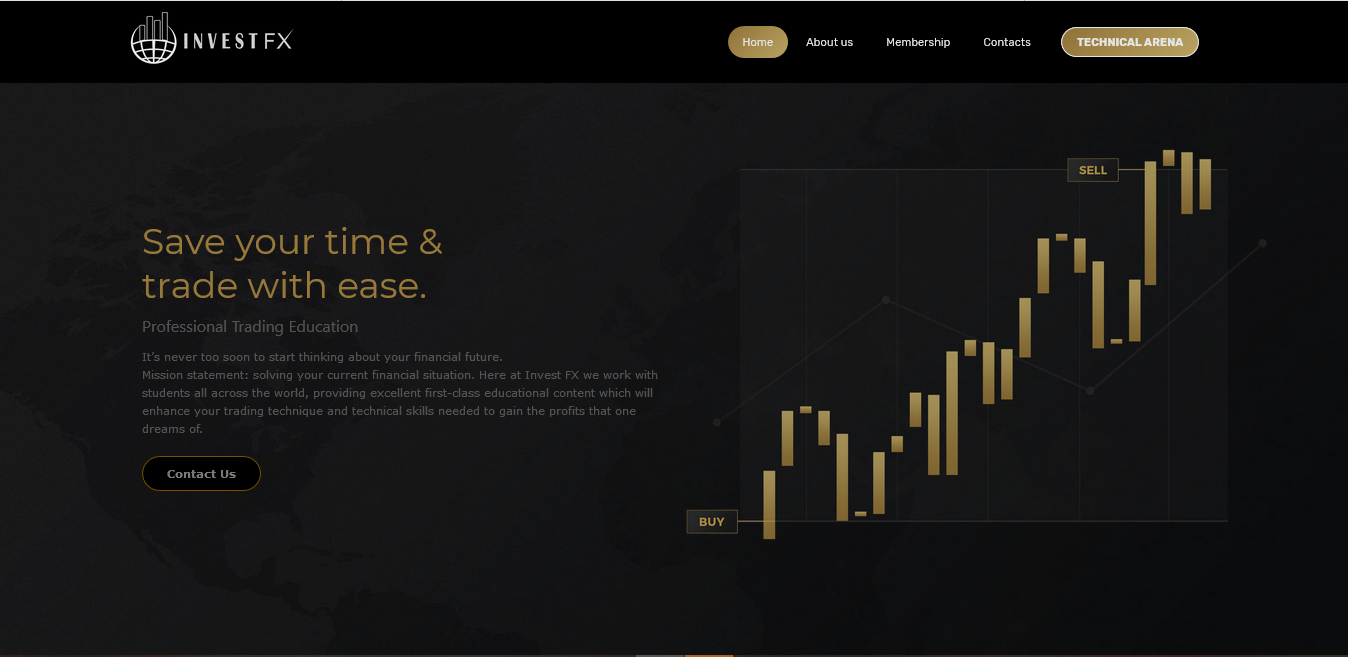 INVEST FX
Home
About us
Membership
Contacts
TECHNICAL ARENA
SELL
Save your time &
trade with ease.
Professional Trading Education
It's never too soon to start thinking about your financial future.
Mission statement: solving your current financial situation. Here at Invest FX we work with
students all across the world, providing excellent first-class educational content which will
enhance your trading technique and technical skills needed to gain the profits that one
dreams of.
Contact Us
BUY